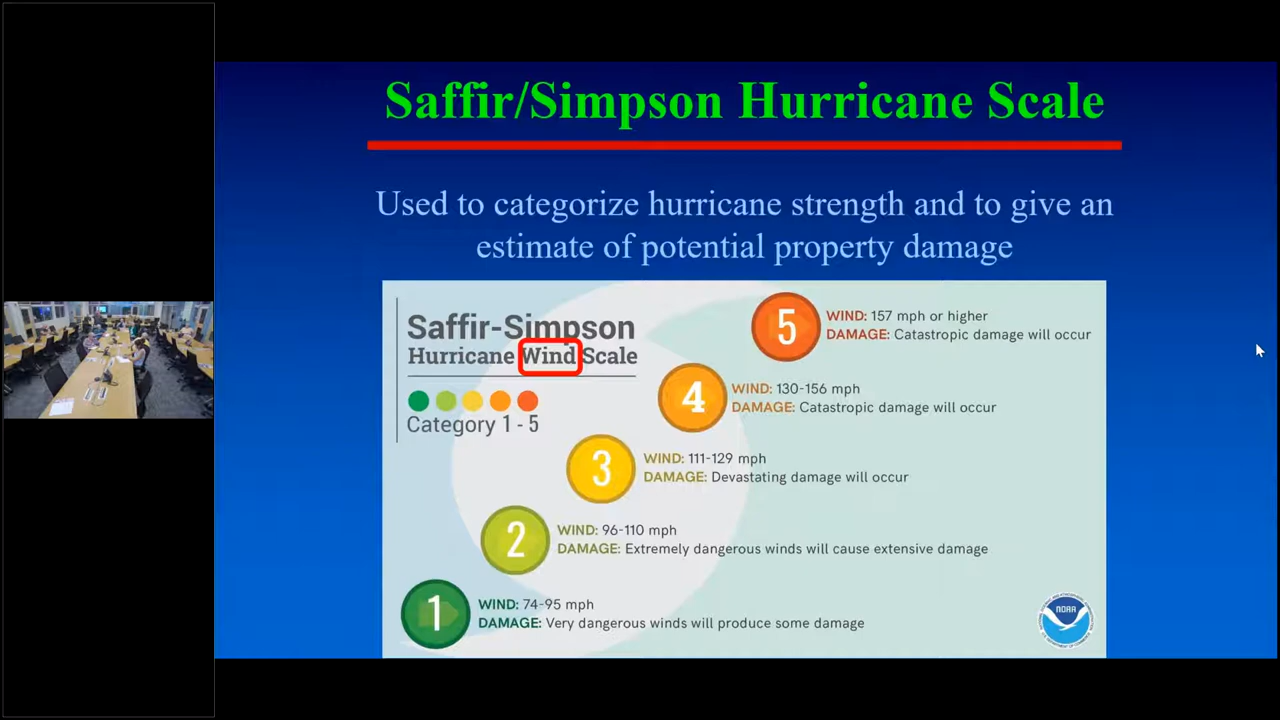 Saffir/Simpson Hurricane Scale
Used to categorize hurricane strength and to give an
estimate of potential property damage
Saffir-Simpson
Hurricane Wind Scale
Category 1 - 5
5
WIND: 157 mph or higher
DAMAGE: Catastrophic damage will occur
4
WIND: 130-156 mph
DAMAGE: Catastropic damage will occur
3
WIND: 111-129 mph
DAMAGE: Devastating damage will occur
2
WIND: 96-110 mph
DAMAGE: Extremely dangerous winds will cause extensive damage
1
WIND: 74-95 mph
DAMAGE: Very dangerous winds will produce some damage
NOAA